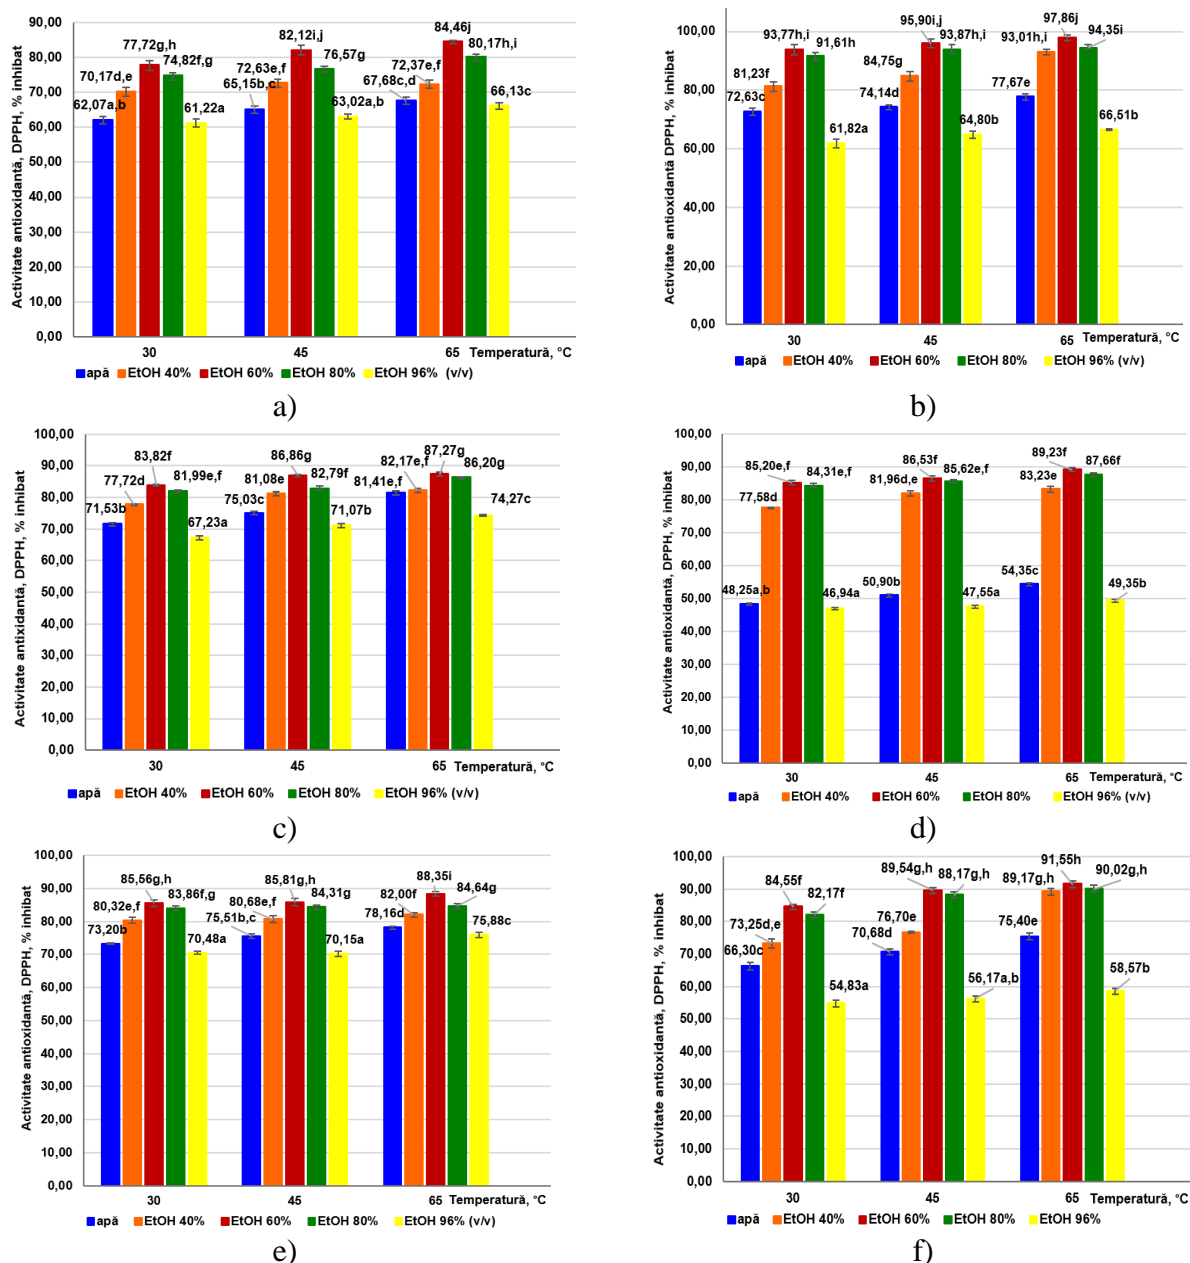 Activitate antioxidantă, DPPH, % inhibat
90,00
80,00
70,00
60,00
50,00
40,00
30,00
20,00
10,00
0,00
62,07a,b
70,17d,e
77,72g,h
74,82f,g
61,22a
65,15b,c
72,63e,f
82,12i,j
76,57g
63,02a,b
67,68c,d
72,37e,f
84,46j
80,17h,i
66,13c
30 45 65 Temperatură, °C
apă EtOH 40% EtOH 60% EtOH 80% EtOH 96% (v/v)
a)
Activitate antioxidantă DPPH, % inhibat
100,00
80,00
60,00
40,00
20,00
0,00
72,63c
81,23f
93,77h,i
91,61h
61,82a
74,14d
84,75g
95,90i,j
93,87h,i
64,80b
77,67e
93,01h,i
97,86j
94,35i
66,51b
30 45 65 Temperatură, °C
apă EtOH 40% EtOH 60% EtOH 80% EtOH 96% (v/v)
b)
Activitate antixidantă, DPPH, % inhibat
100,00
90,00
80,00
70,00
60,00
50,00
40,00
30,00
20,00
10,00
0,00
71,53b
77,72d
83,82f
81,99e,f
67,23a
75,03c
81,08e
86,86g
82,79f
71,07b
81,41e,f
82,17e,f
87,27g
86,20g
74,27c
30 45 65 Temperatură, °C
apă EtOH 40% EtOH 60% EtOH 80% EtOH 96% (v/v)
c)
Activitate antioxidantă, DPPH, % inhibat
100,00
90,00
80,00
70,00
60,00
50,00
40,00
30,00
20,00
10,00
0,00
48,25a,b
77,58d
85,20e,f
84,31e,f
46,94a
50,90b
81,96d,e
86,53f
85,62e,f
47,55a
54,35c
83,23e
89,23f
87,66f
49,35b
30 45 65 Temperatură, °C
apă EtOH 40% EtOH 60% EtOH 80% EtOH 96% (v/v)
d)
Activitate antioxidantă, DPPH, % inhibat
100,00
90,00
80,00
70,00
60,00
50,00
40,00
30,00
20,00
10,00
0,00
73,20b
80,32e,f
85,56g,h
83,86f,g
70,48a
75,51b,c
80,68e,f
85,81g,h
84,31g
70,15a
78,16d
82,00f
88,35i
84,64g
75,88c
30 45 65 Temperatură, °C
apă EtOH 40% EtOH 60% EtOH 80% EtOH 96% (v/v)
e)
Activitate antioxidantă, DPPH, % inhibat
100,00
90,00
80,00
70,00
60,00
50,00
40,00
30,00
20,00
10,00
0,00
66,30c
73,25d,e
84,55f
82,17f
54,83a
70,68d
76,70e
89,54g,h
88,17g,h
56,17a,b
75,40e
89,17g,h
91,55h
90,02g,h
58,57b
30 45 65 Temperatură, °C
apă EtOH 40% EtOH 60% EtOH 80% EtOH 96%
f)